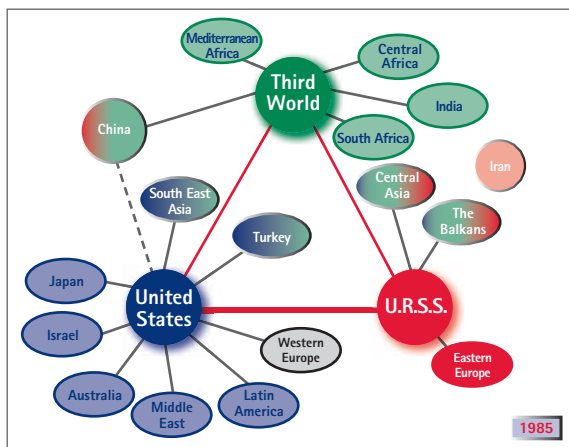 Mediterranean
Africa
Central
Africa
Third
World
India
China
South Africa
Iran
Central
Asia
South East
Asia
The
Balkans
Turkey
Japan
United
States
U.R.S.S.
Israel
Western
Europe
Eastern
Europe
Australia
Middle
East
Latin
America
1985